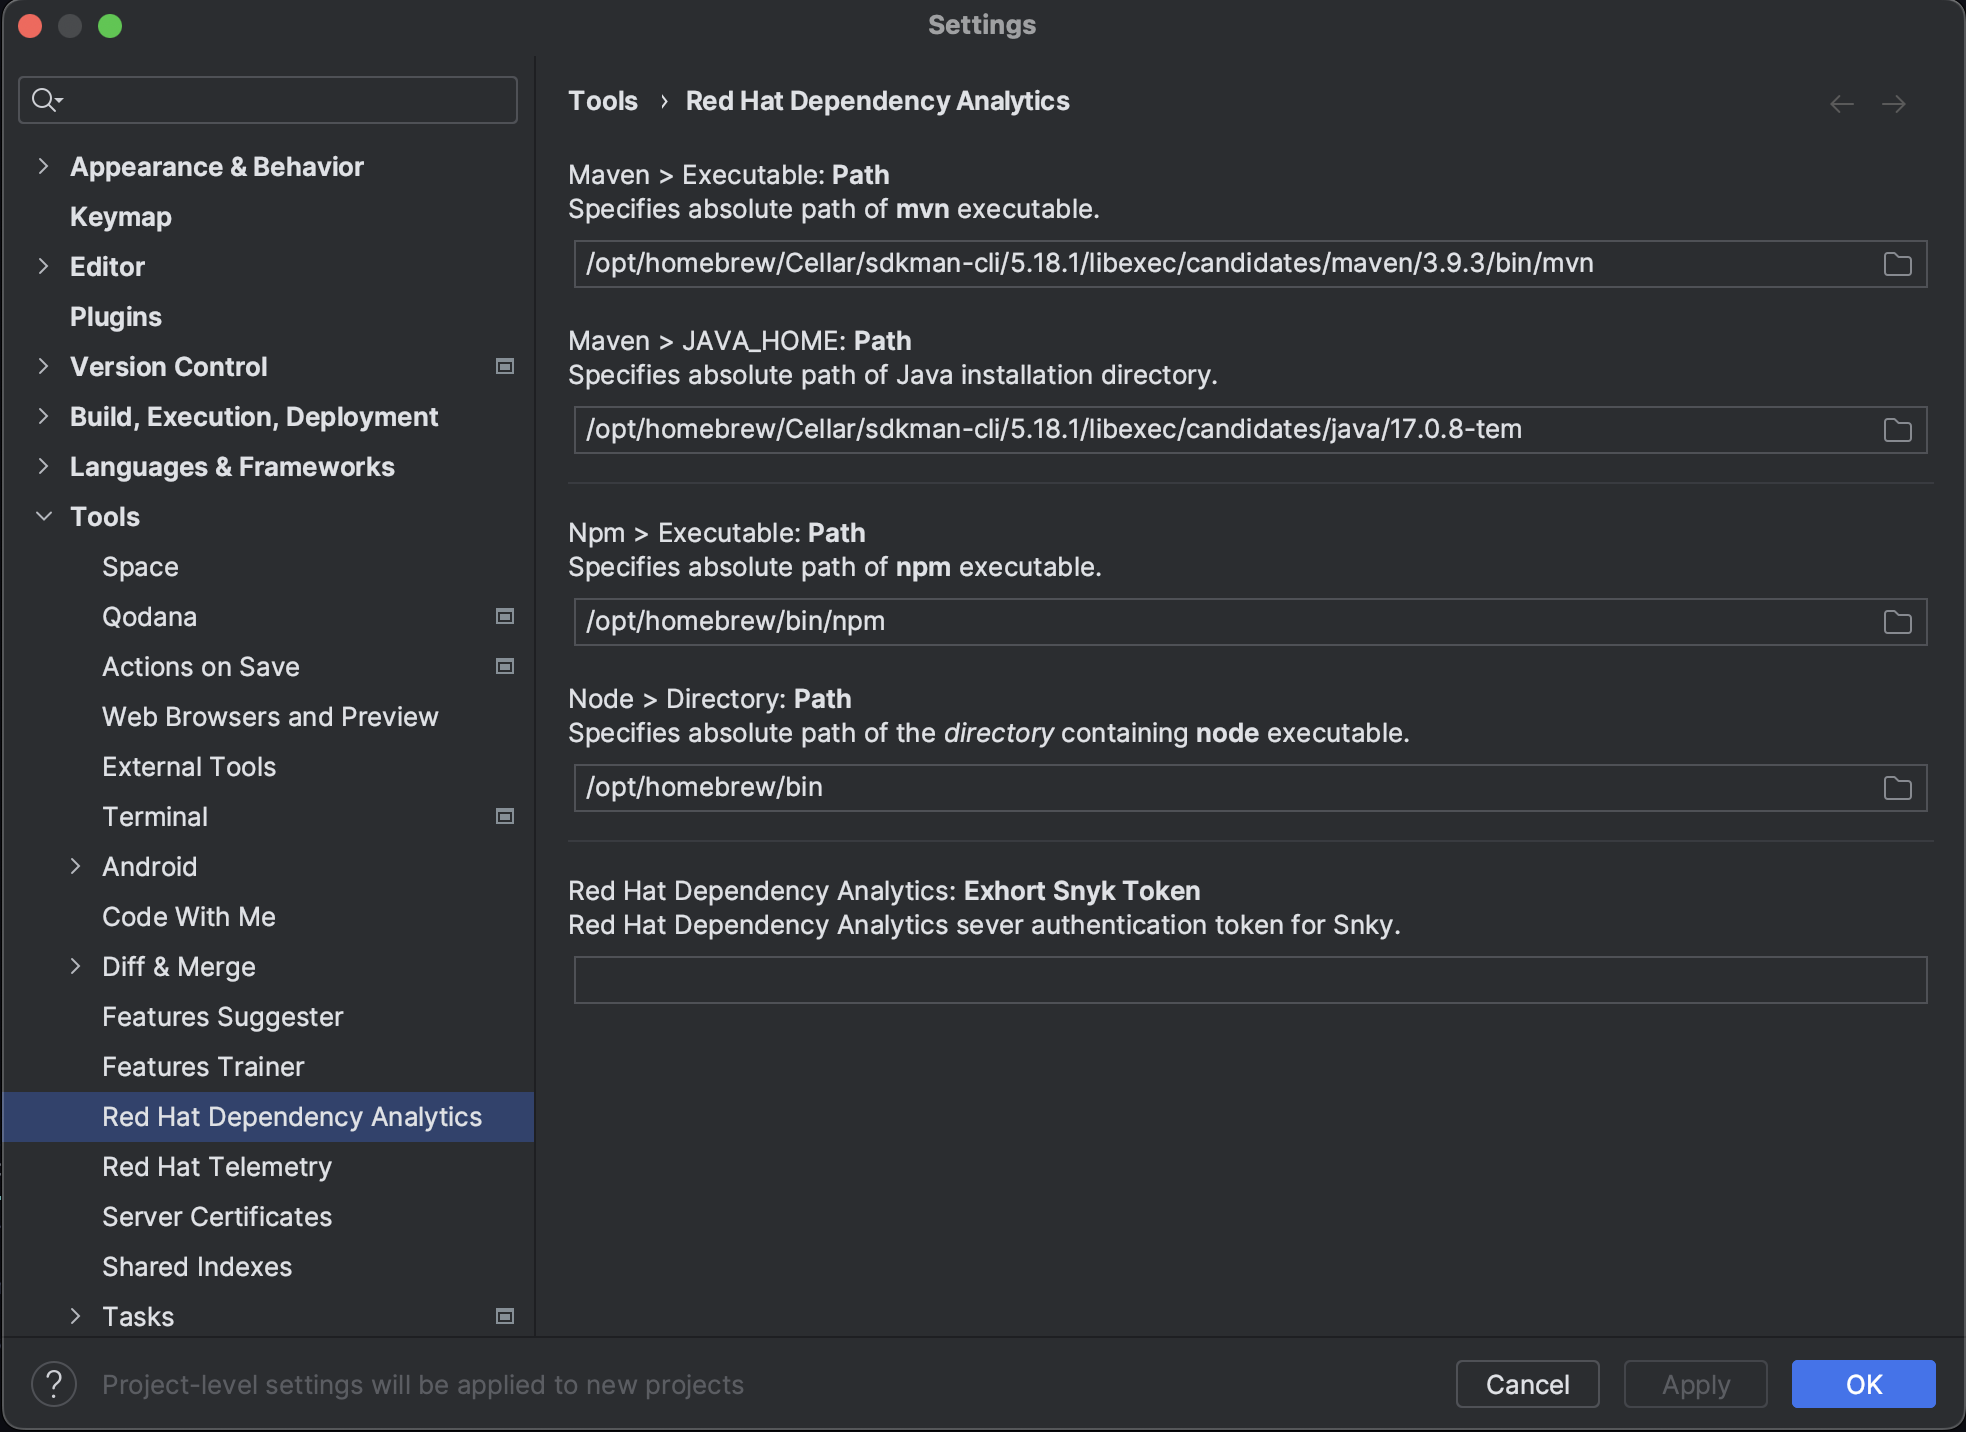 Settings
Appearance & Behavior
Keymap
Editor
Plugins
Version Control
Build, Execution, Deployment
Languages & Frameworks
Tools
Space
Qodana
Actions on Save
Web Browsers and Preview
External Tools
Terminal
Android
Code With Me
Diff & Merge
Features Suggester
Features Trainer
Red Hat Dependency Analytics
Red Hat Telemetry
Server Certificates
Shared Indexes
Tasks
Tools › Red Hat Dependency Analytics
Maven > Executable: Path
Specifies absolute path of mvn executable.
/opt/homebrew/Cellar/sdkman-cli/5.18.1/libexec/candidates/maven/3.9.3/bin/mvn
Maven > JAVA_HOME: Path
Specifies absolute path of Java installation directory.
/opt/homebrew/Cellar/sdkman-cli/5.18.1/libexec/candidates/java/17.0.8-tem
Npm > Executable: Path
Specifies absolute path of npm executable.
/opt/homebrew/bin/npm
Node > Directory: Path
Specifies absolute path of the directory containing node executable.
/opt/homebrew/bin
Red Hat Dependency Analytics: Exhort Snyk Token
Red Hat Dependency Analytics sever authentication token for Snky.
? Project-level settings will be applied to new projects
Cancel
Apply
OK